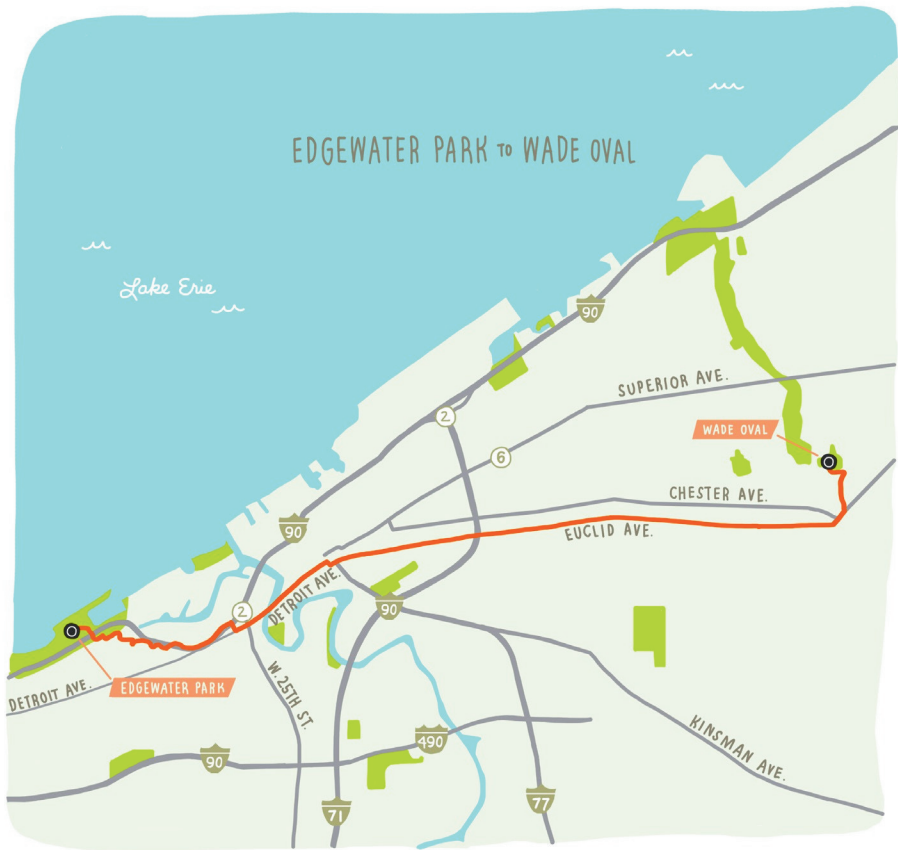 EDGEWATER PARK TO WADE OVAL
Lake Erie
90
SUPERIOR AVE.
2
WADE OVAL
6
CHESTER AVE.
90
EUCLID AVE.
DETROIT AVE.
90
2
EDGEWATER PARK
DETROIT AVE.
W. 25TH ST.
KINSMAN AVE.
490
90
77
71